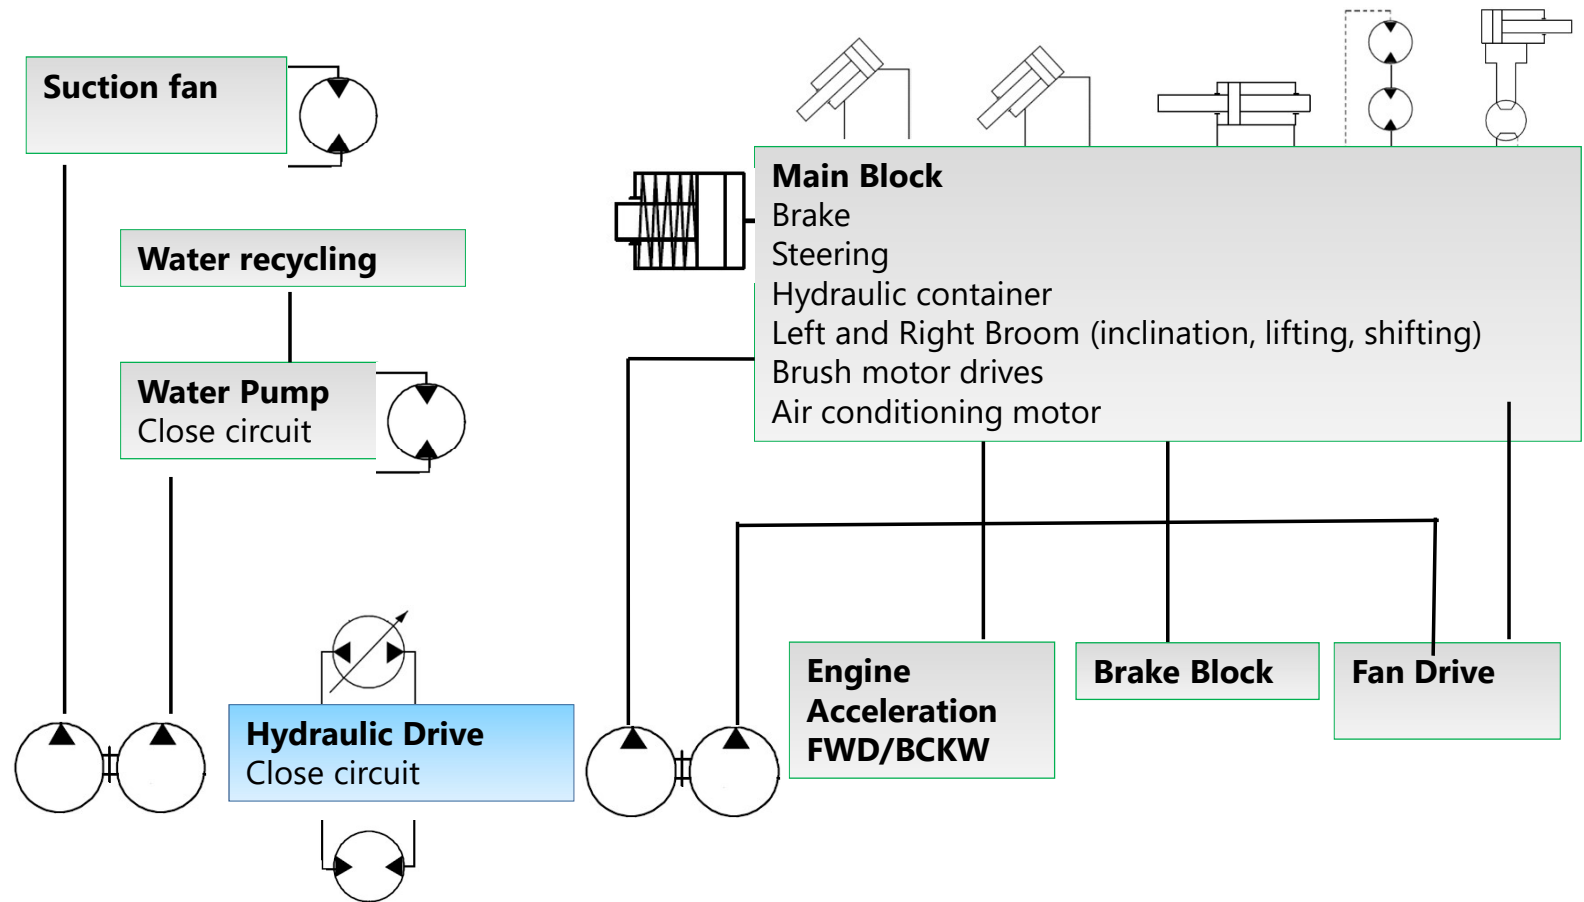 Suction fan
Water recycling
Water Pump
Close circuit
Hydraulic Drive
Close circuit
Main Block
Brake
Steering
Hydraulic container
Left and Right Broom (inclination, lifting, shifting)
Brush motor drives
Air conditioning motor
Engine
Acceleration
FWD/BCKW
Brake Block
Fan Drive